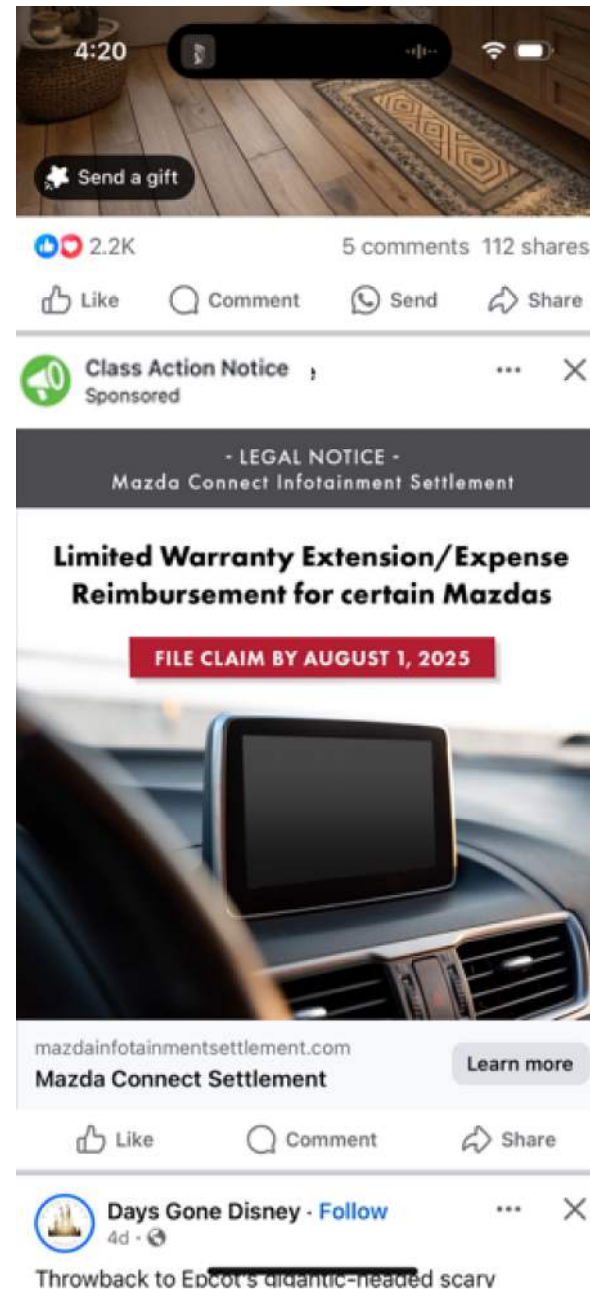 4:20
Send a gift
2.2K 5 comments 112 shares
Like Comment Send Share
Class Action Notice
Sponsored
- LEGAL NOTICE -
Mazda Connect Infotainment Settlement
Limited Warranty Extension/Expense
Reimbursement for certain Mazdas
FILE CLAIM BY AUGUST 1, 2025
mazdainfotainmentsettlement.com
Mazda Connect Settlement
Learn more
Like Comment Share
Days Gone Disney · Follow
4d ·
Throwback to Epcot's gigantic-headed scary